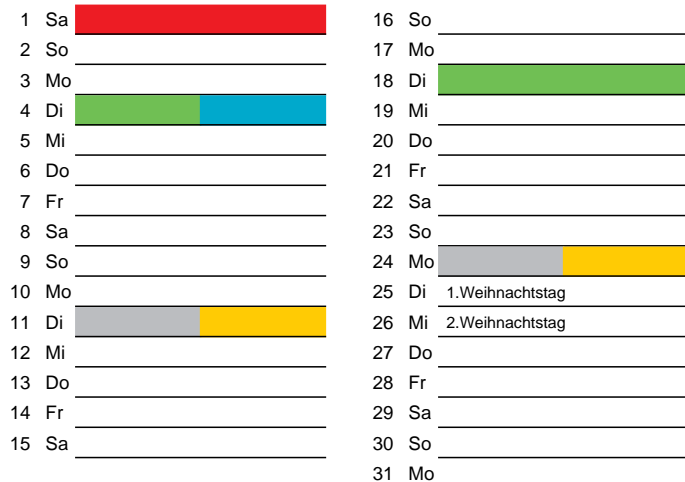 1 Sa
2 So
3 Mo
4 Di
5 Mi
6 Do
7 Fr
8 Sa
9 So
10 Mo
11 Di
12 Mi
13 Do
14 Fr
15 Sa
16 So
17 Mo
18 Di
19 Mi
20 Do
21 Fr
22 Sa
23 So
24 Mo
25 Di 1.Weihnachtstag
26 Mi 2.Weihnachtstag
27 Do
28 Fr
29 Sa
30 So
31 Mo